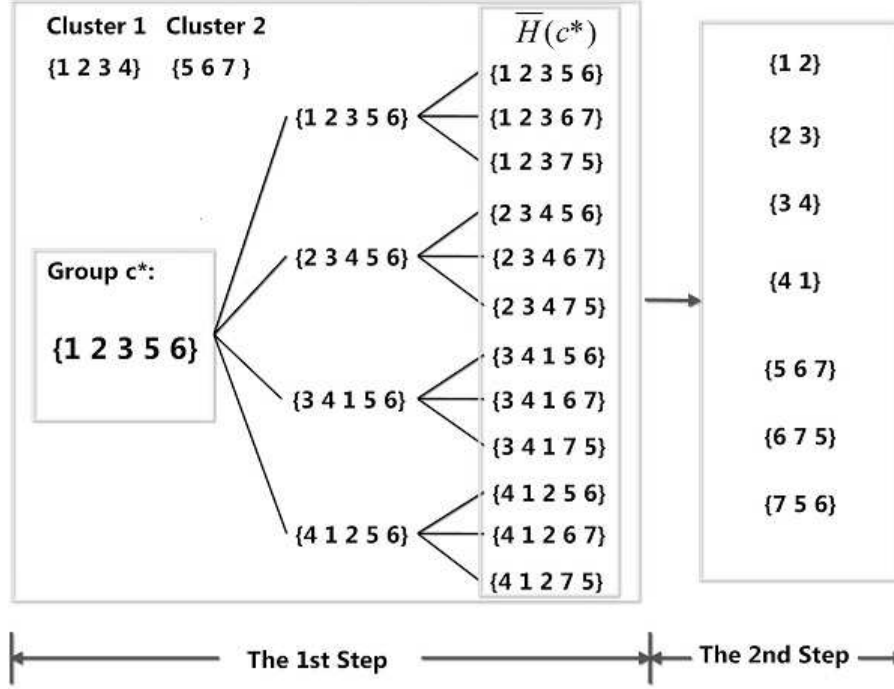 Cluster 1 Cluster 2
{1 2 3 4} {5 6 7 }
Group c*:
{1 2 3 5 6}
{1 2 3 5 6}
{2 3 4 5 6}
{3 4 1 5 6}
{4 1 2 5 6}
H̅(c*)
{1 2 3 5 6}
{1 2 3 6 7}
{1 2 3 7 5}
{2 3 4 5 6}
{2 3 4 6 7}
{2 3 4 7 5}
{3 4 1 5 6}
{3 4 1 6 7}
{3 4 1 7 5}
{4 1 2 5 6}
{4 1 2 6 7}
{4 1 2 7 5}
{1 2}
{2 3}
{3 4}
{4 1}
{5 6 7}
{6 7 5}
{7 5 6}
The 1st Step
The 2nd Step